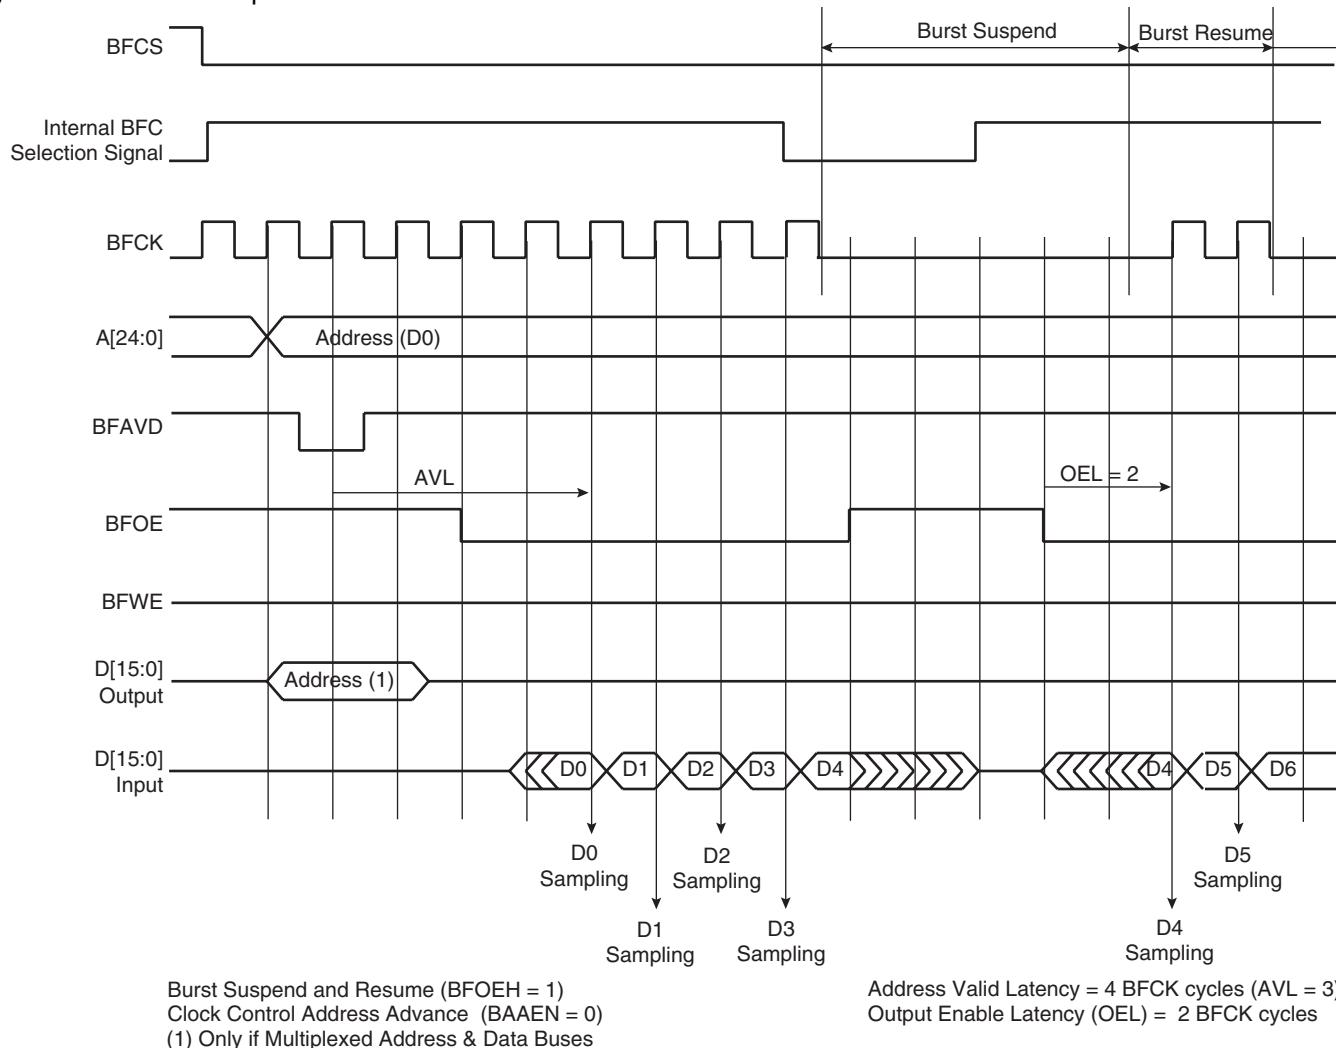 Burst Suspend
Burst Resume
BFCS
Internal BFC
Selection Signal
BFCK
A[24:0]
Address (D0)
BFAVD
AVL
OEL = 2
BFOE
BFWE
D[15:0]
Output
Address (1)
D[15:0]
Input
D0
D1
D2
D3
D4
D4
D5
D6
D0
Sampling
D2
Sampling
D5
Sampling
D1
Sampling
D3
Sampling
D4
Sampling
Burst Suspend and Resume (BFOEH = 1)
Clock Control Address Advance (BAAEN = 0)
(1) Only if Multiplexed Address & Data Buses
Address Valid Latency = 4 BFCK cycles (AVL = 3)
Output Enable Latency (OEL) = 2 BFCK cycles